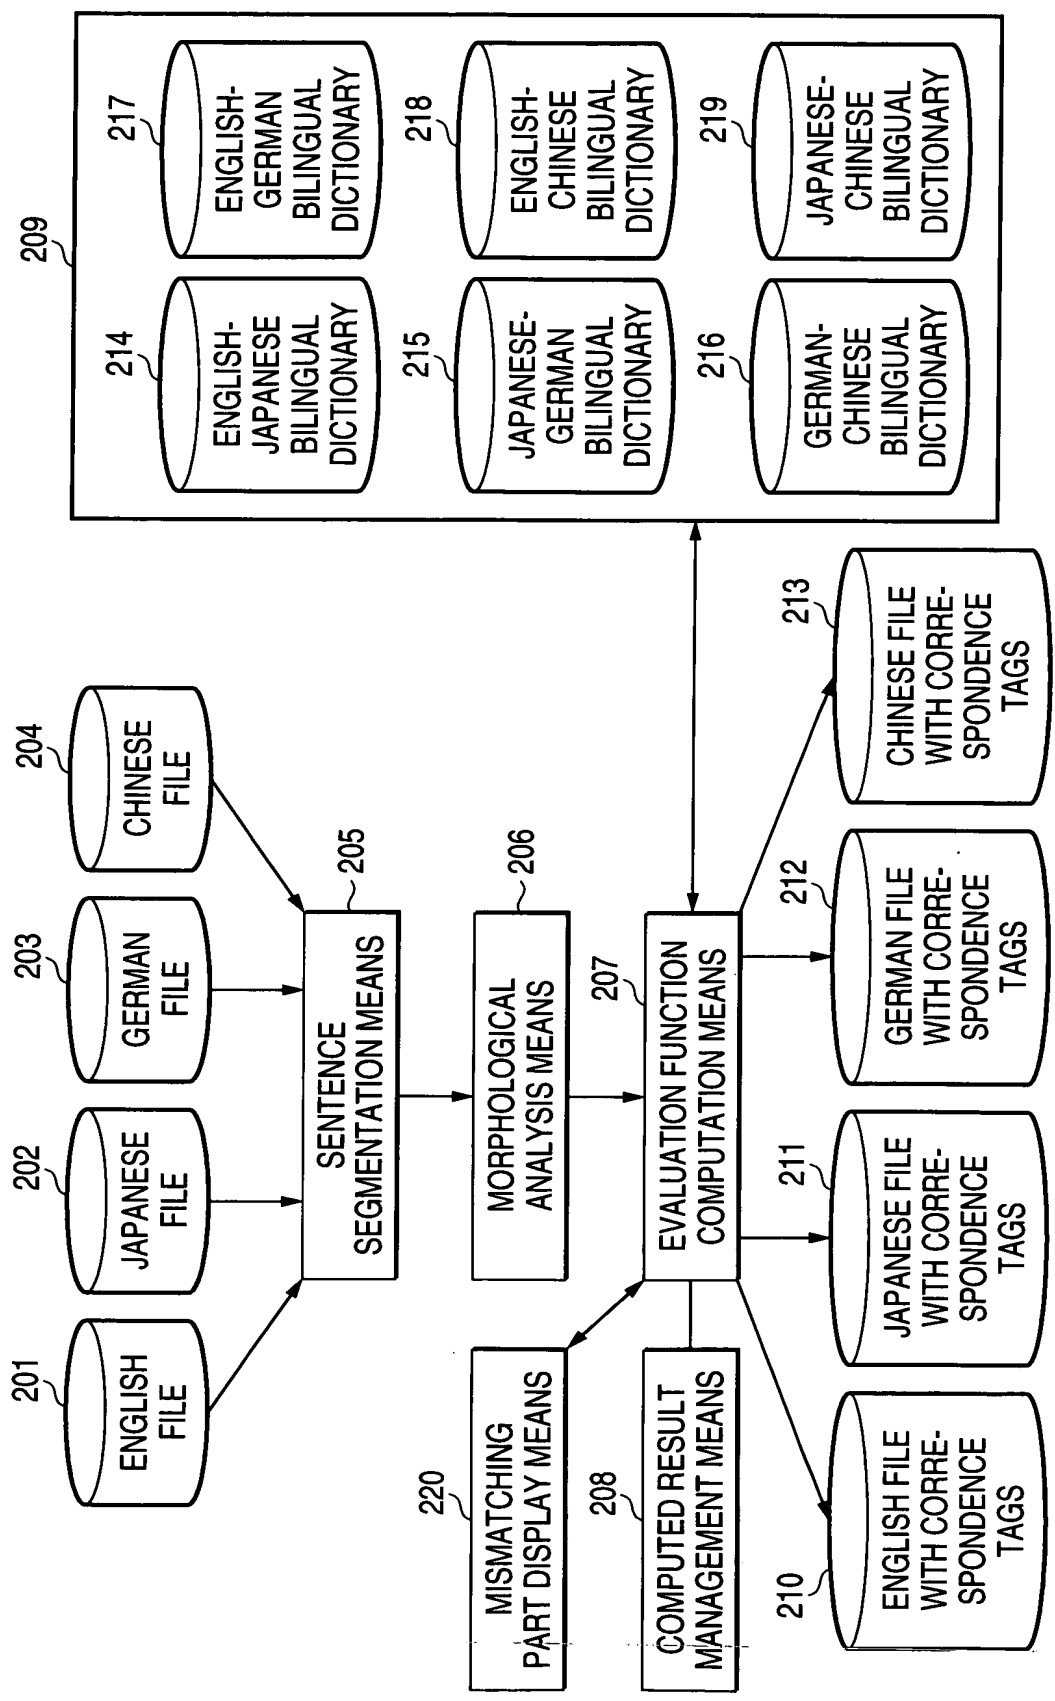 201
ENGLISH
FILE
202
JAPANESE
FILE
203
GERMAN
FILE
204
CHINESE
FILE
SENTENCE
SEGMENTATION MEANS
205
MORPHOLOGICAL
ANALYSIS MEANS
206
220
MISMATCHING
PART DISPLAY MEANS
EVALUATION FUNCTION
COMPUTATION MEANS
207
208
COMPUTED RESULT
MANAGEMENT MEANS
210
ENGLISH FILE
WITH CORRE-
SPONDENCE
TAGS
211
JAPANESE FILE
WITH CORRE-
SPONDENCE
TAGS
212
GERMAN FILE
WITH CORRE-
SPONDENCE
TAGS
213
CHINESE FILE
WITH CORRE-
SPONDENCE
TAGS
209
214
ENGLISH-
JAPANESE
BILINGUAL
DICTIONARY
217
ENGLISH-
GERMAN
BILINGUAL
DICTIONARY
215
JAPANESE-
GERMAN
BILINGUAL
DICTIONARY
218
ENGLISH-
CHINESE
BILINGUAL
DICTIONARY
216
GERMAN-
CHINESE
BILINGUAL
DICTIONARY
219
JAPANESE-
CHINESE
BILINGUAL
DICTIONARY